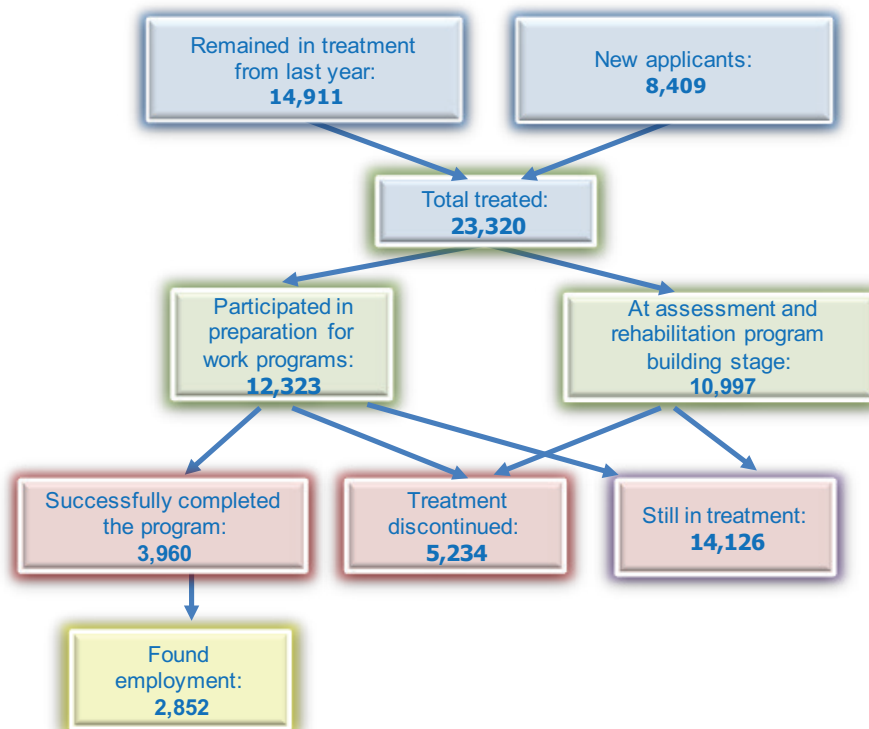 Remained in treatment
from last year:
14,911
New applicants:
8,409
Total treated:
23,320
Participated in
preparation for
work programs:
12,323
At assessment and
rehabilitation program
building stage:
10,997
Successfully completed
the program:
3,960
Treatment
discontinued:
5,234
Still in treatment:
14,126
Found
employment:
2,852